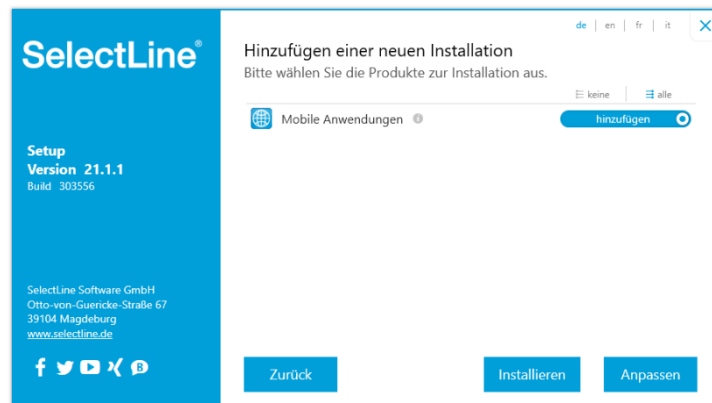 de | en | fr | it
SelectLine®
Hinzufügen einer neuen Installation
Bitte wählen Sie die Produkte zur Installation aus.
keine | alle
Mobile Anwendungen
hinzufügen
Setup
Version 21.1.1
Build 303556
SelectLine Software GmbH
Otto-von-Guericke-Straße 67
39104 Magdeburg
www.selectline.de
Zurück
Installieren
Anpassen